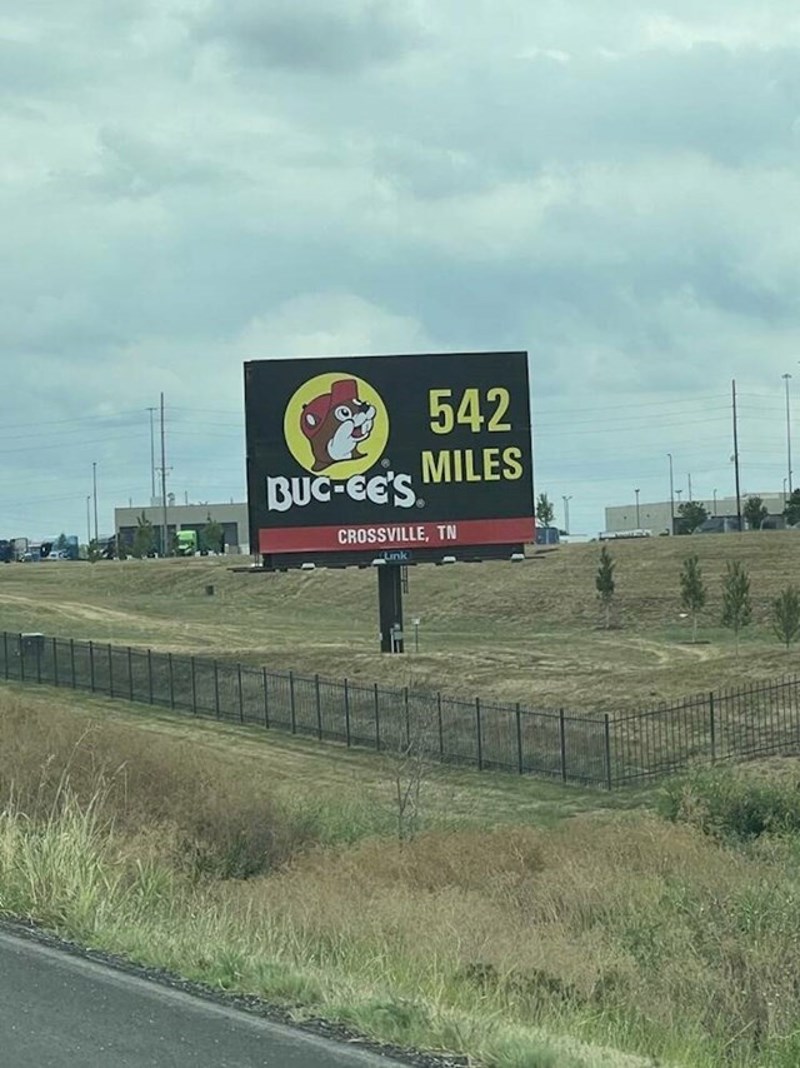 542
MILES
BUC-EE'S®
CROSSVILLE, TN
Link